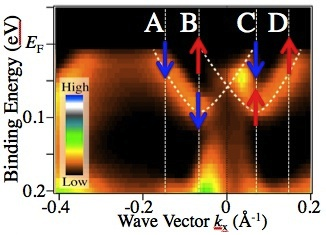 A B C D
Binding Energy (eV)
E_F
0.1
0.2
High
Low
-0.4 -0.2 0 0.2
Wave Vector kx (Å-1)